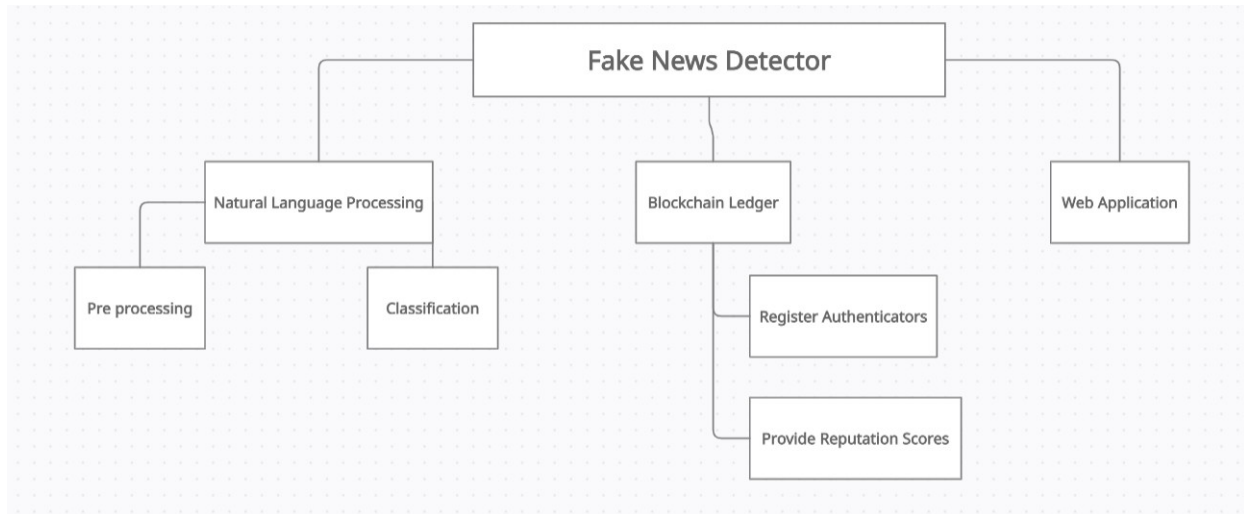 Fake News Detector
Natural Language Processing
Blockchain Ledger
Web Application
Pre processing
Classification
Register Authenticators
Provide Reputation Scores